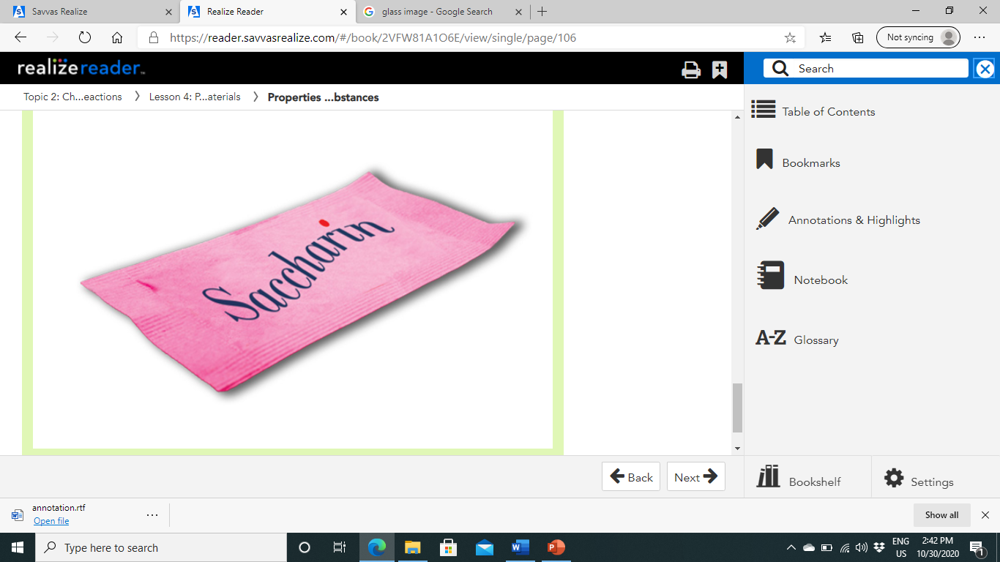 Savvas Realize
Realize Reader
glass image - Google Search
https://reader.savvasrealize.com/#/book/2VFW81A1O6E/view/single/page/106
Not syncing
realizereader™
Search
Topic 2: Ch...eactions
Lesson 4: P...aterials
Properties ...bstances
Table of Contents
Bookmarks
Annotations & Highlights
Notebook
A-Z Glossary
Saccharin
Back
Next
Bookshelf
Settings
annotation.rtf
Open file
Show all
Type here to search
ENG
US
2:42 PM
10/30/2020
1